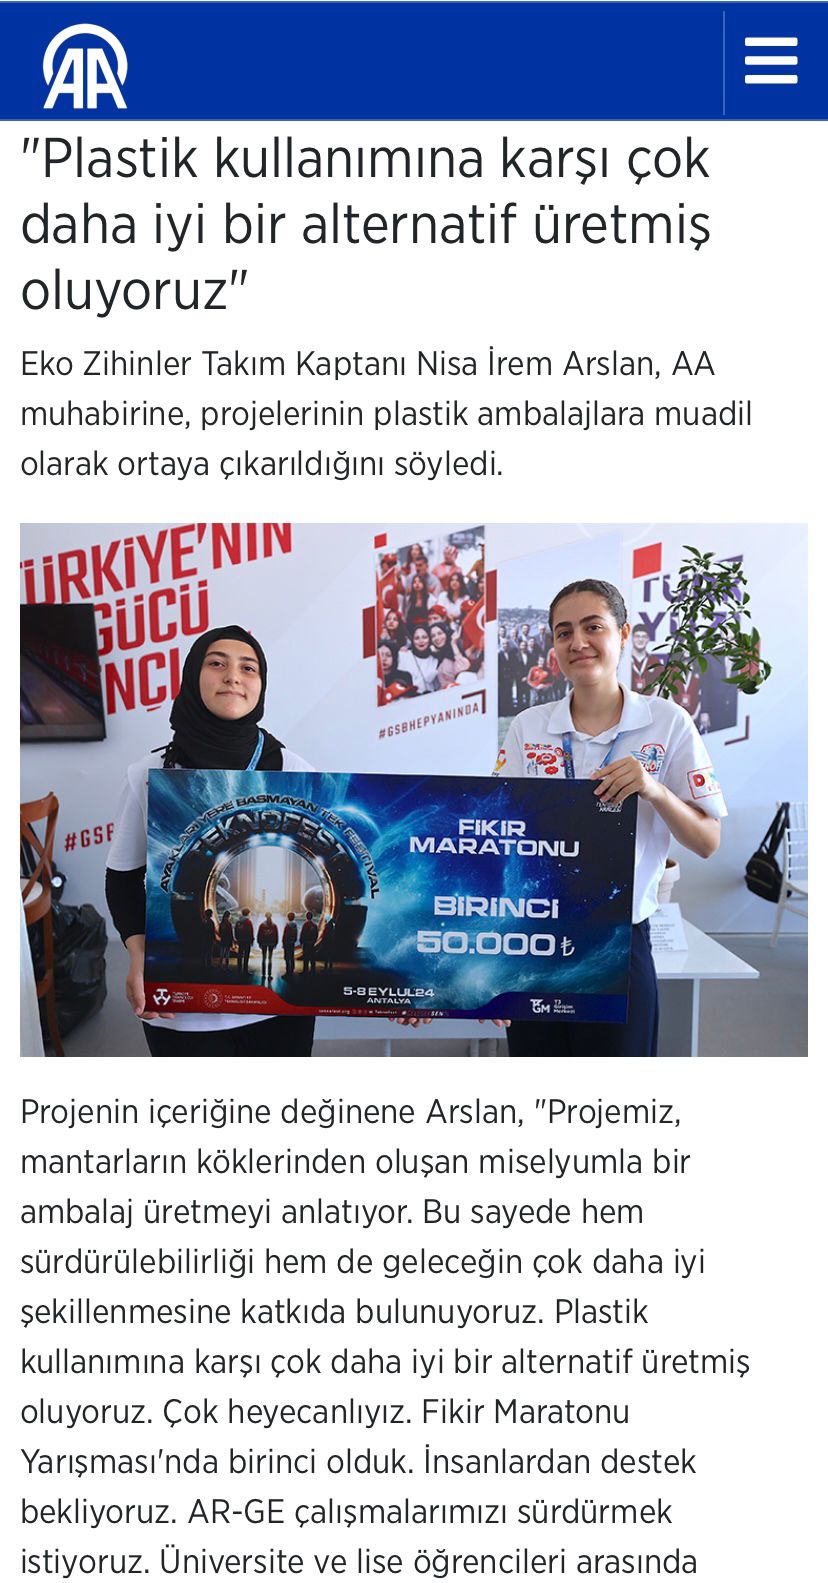 AA
"Plastik kullanımına karşı çok
daha iyi bir alternatif üretmiş
oluyoruz"
Eko Zihinler Takım Kaptanı Nisa İrem Arslan, AA
muhabirine, projelerinin plastik ambalajlara muadil
olarak ortaya çıkarıldığını söyledi.
TÜRKİYE'NİN
GÜCÜ
#GSBHEPYANINDA
#GSB
AYAKLARI YERE BASMAYAN TEK FESTİVAL
TEKNOFEST
FİKİR
MARATONU
BİRİNCİ
50.000₺
5-8 EYLUL'24
ANTALYA
T3 Girişim
Merkezi
Projenin içeriğine değinene Arslan, "Projemiz,
mantarların köklerinden oluşan miselyumla bir
ambalaj üretmeyi anlatıyor. Bu sayede hem
sürdürülebilirliği hem de geleceğin çok daha iyi
şekillenmesine katkıda bulunuyoruz. Plastik
kullanımına karşı çok daha iyi bir alternatif üretmiş
oluyoruz. Çok heyecanlıyız. Fikir Maratonu
Yarışması'nda birinci olduk. İnsanlardan destek
bekliyoruz. AR-GE çalışmalarımızı sürdürmek
istiyoruz. Üniversite ve lise öğrencileri arasında